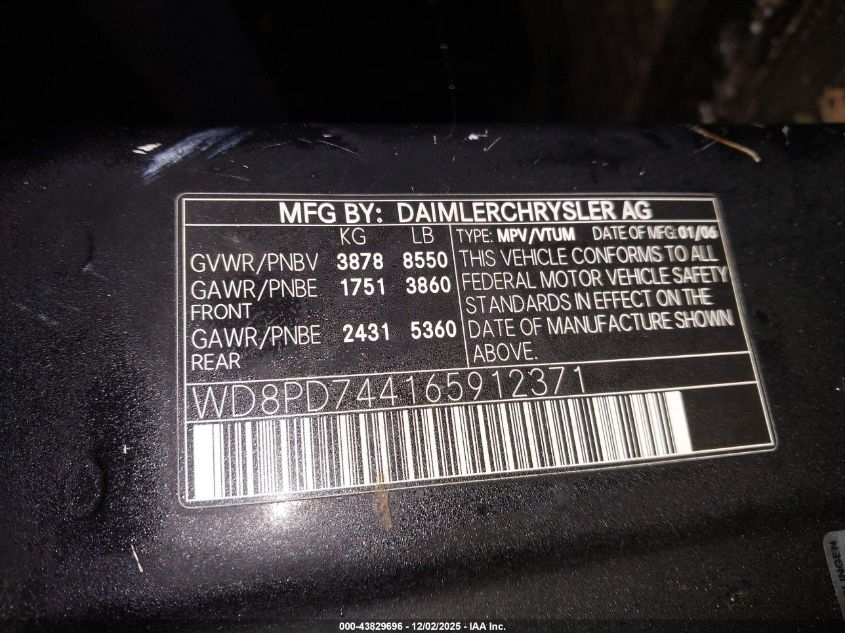 MFG BY: DAIMLERCHRYSLER AG
KG LB
GVWR/PNBV 3878 8550
GAWR/PNBE 1751 3860
FRONT
GAWR/PNBE 2431 5360
REAR
TYPE: MPV/VTUM DATE OF MFG: 01/06
THIS VEHICLE CONFORMS TO ALL
FEDERAL MOTOR VEHICLE SAFETY
STANDARDS IN EFFECT ON THE
DATE OF MANUFACTURE SHOWN
ABOVE.
WD8PD744165912371
LINGEN
000-43829696 - 12/02/2025 - IAA Inc.